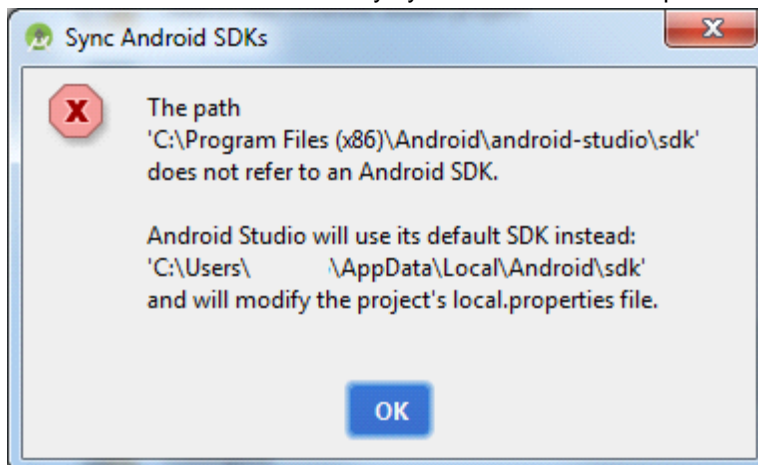 Sync Android SDKs
The path
'C:\Program Files (x86)\Android\android-studio\sdk'
does not refer to an Android SDK.
Android Studio will use its default SDK instead:
'C:\Users\ \AppData\Local\Android\sdk'
and will modify the project's local.properties file.
OK